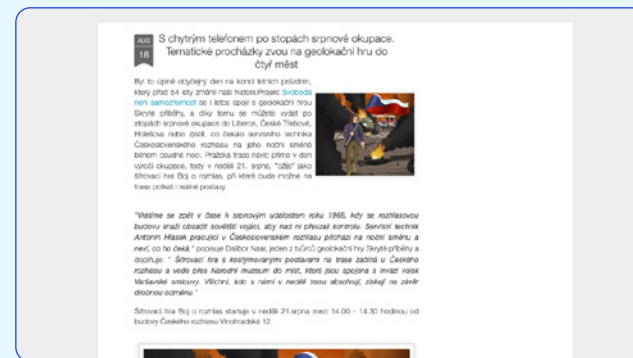 AUG
18
S chytrým telefonem po stopách srpnové okupace.
Tematické procházky zvou na geolokační hru do
čtyř měst
Byl to úplně obyčejný den na konci letních prázdnin,
který před 54 lety změnil naši historii.Projekt Svoboda
není samozřejmost se i letos spojil s geolokační hrou
Skryté příběhy, a díky tomu se můžete vydat po
stopách srpnové okupace do Liberce, České Třebové,
Holešova nebo zjistit, co čekalo servisního technika
Československého rozhlasu na jeho noční směně
během osudné noci. Pražská trasa navíc přímo v den
výročí okupace, tedy v neděli 21. srpna, "ožije" jako
šifrovací hra Boj o rozhlas, při které bude možné na
trase potkat i reálné postavy.
"Vrátíme se zpět v čase k srpnovým událostem roku 1968, kdy se rozhlasovou
budovu snaží obsadit sovětští vojáci, aby nad ní převzali kontrolu. Servisní technik
Antonín Hlásek pracující v Československém rozhlasu přichází na noční směnu a
neví, co ho čeká," popisuje Dalibor Naar, jeden z tvůrců geolokační hry Skryté příběhy a
doplňuje: " Šifrovací hra s kostýmovanými postavami na trase začíná u Českého
rozhlasu a vede přes Národní muzeum do míst, která jsou spojena s invazí vojsk
Varšavské smlouvy. Všichni, kdo s námi v neděli trasu absolvují, získají na závěr
drobnou odměnu."
Šifrovací hra Boj o rozhlas startuje v neděli 21.srpna mezi 14.00 - 14.30 hodinou od
budovy Českého rozhlasu Vinohradská 12.